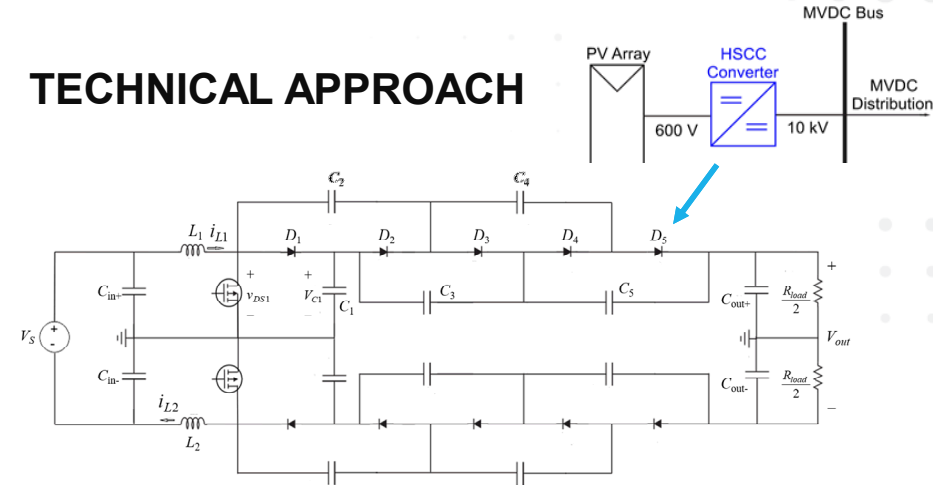 MVDC Bus
TECHNICAL APPROACH
PV Array
HSCC
Converter
MVDC
Distribution
600 V
10 kV
C2
C4
L1 iL1
D1
D2
D3
D4
D5
+
+
+
Cin+
vDS1
VC1
C1
C3
C5
Cout+
Rload
2
−
−
VS
+
-
Vout
Cin-
Cout-
Rload
2
iL2
−
L2